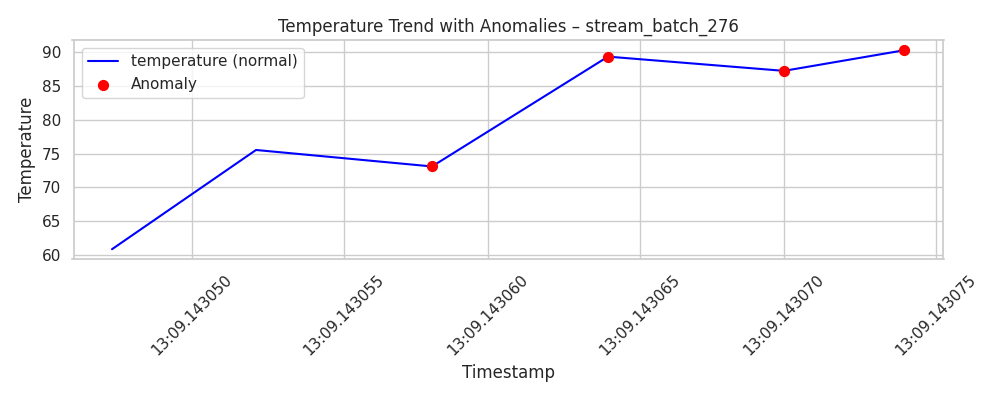 Temperature Trend with Anomalies – stream_batch_276
temperature (normal)
Anomaly
Temperature
90
85
80
75
70
65
60
13:09.143050
13:09.143055
13:09.143060
13:09.143065
13:09.143070
13:09.143075
Timestamp